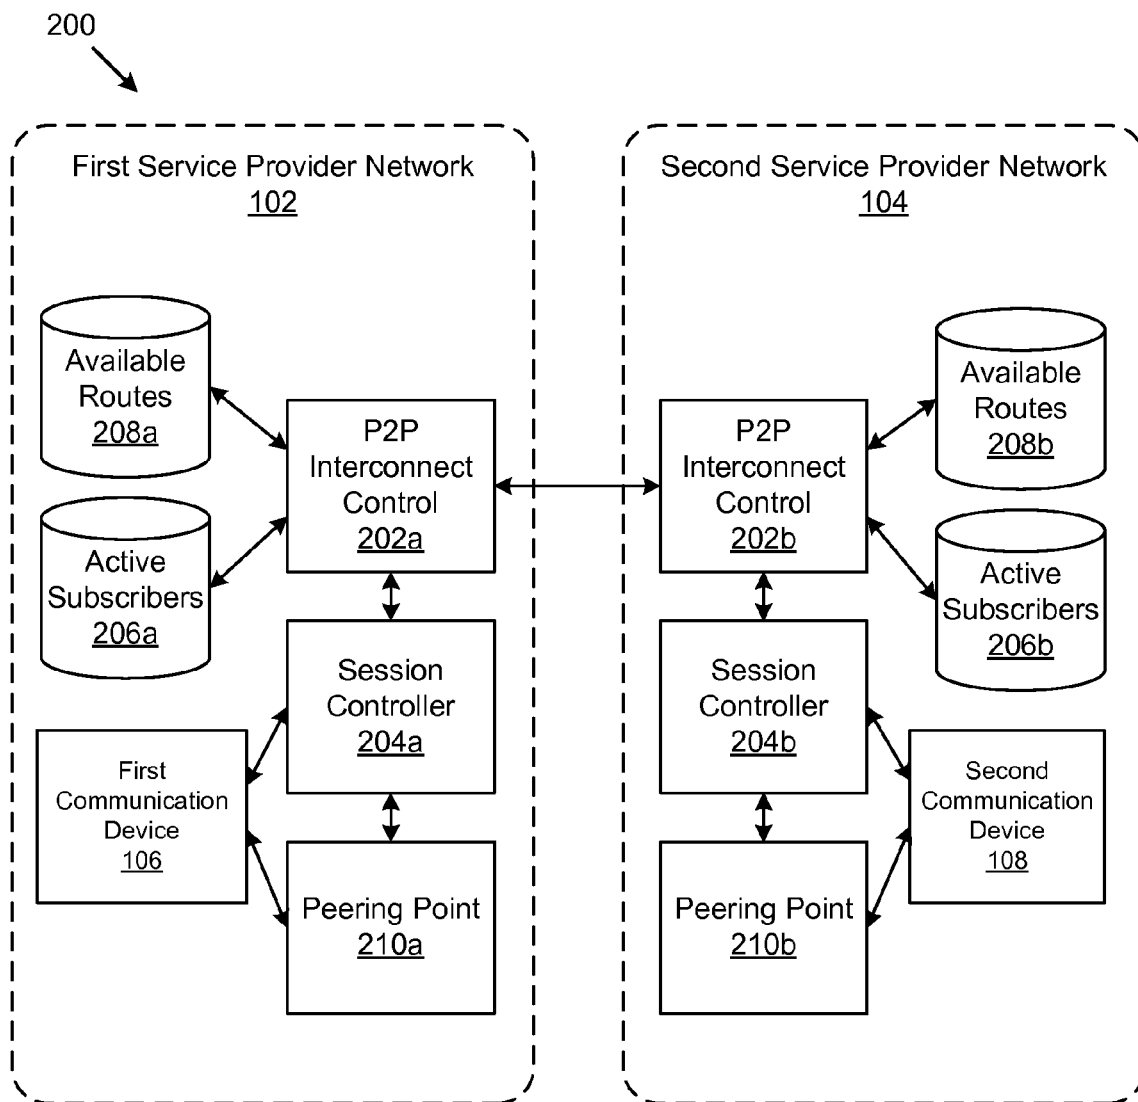 200
First Service Provider Network
102
Available
Routes
208a
Active
Subscribers
206a
P2P
Interconnect
Control
202a
Session
Controller
204a
First
Communication
Device
106
Peering Point
210a
Second Service Provider Network
104
P2P
Interconnect
Control
202b
Available
Routes
208b
Active
Subscribers
206b
Session
Controller
204b
Second
Communication
Device
108
Peering Point
210b